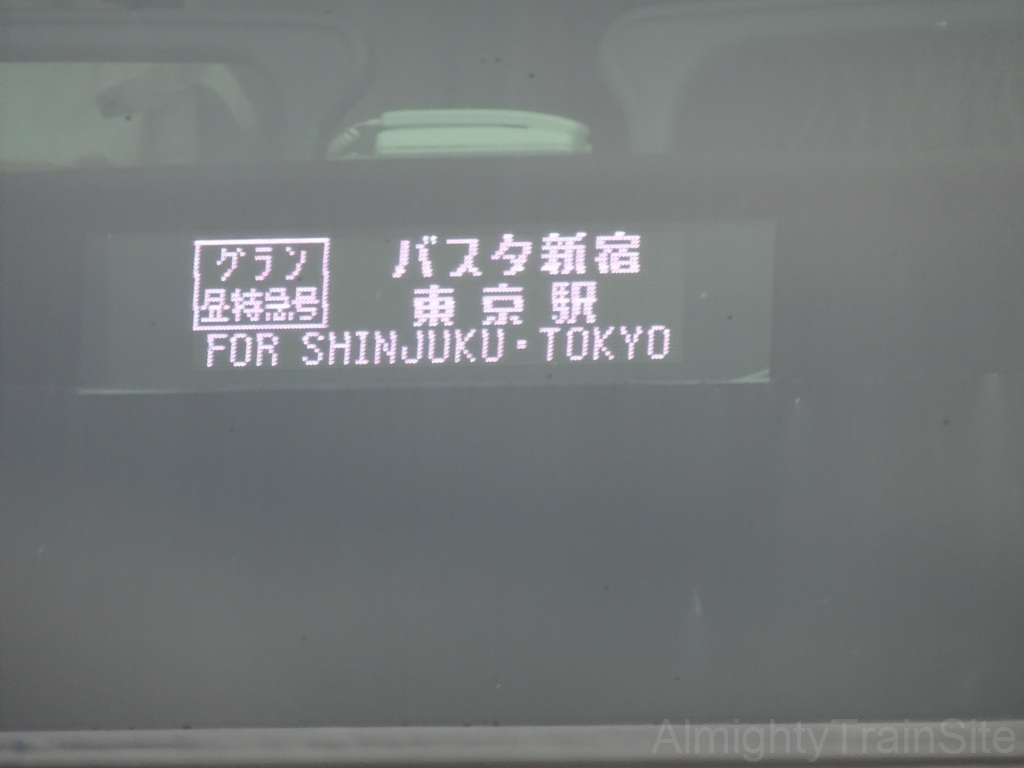 グラン
昼特急号
バスタ新宿
東京駅
FOR SHINJUKU・TOKYO
AlmightyTrainSite